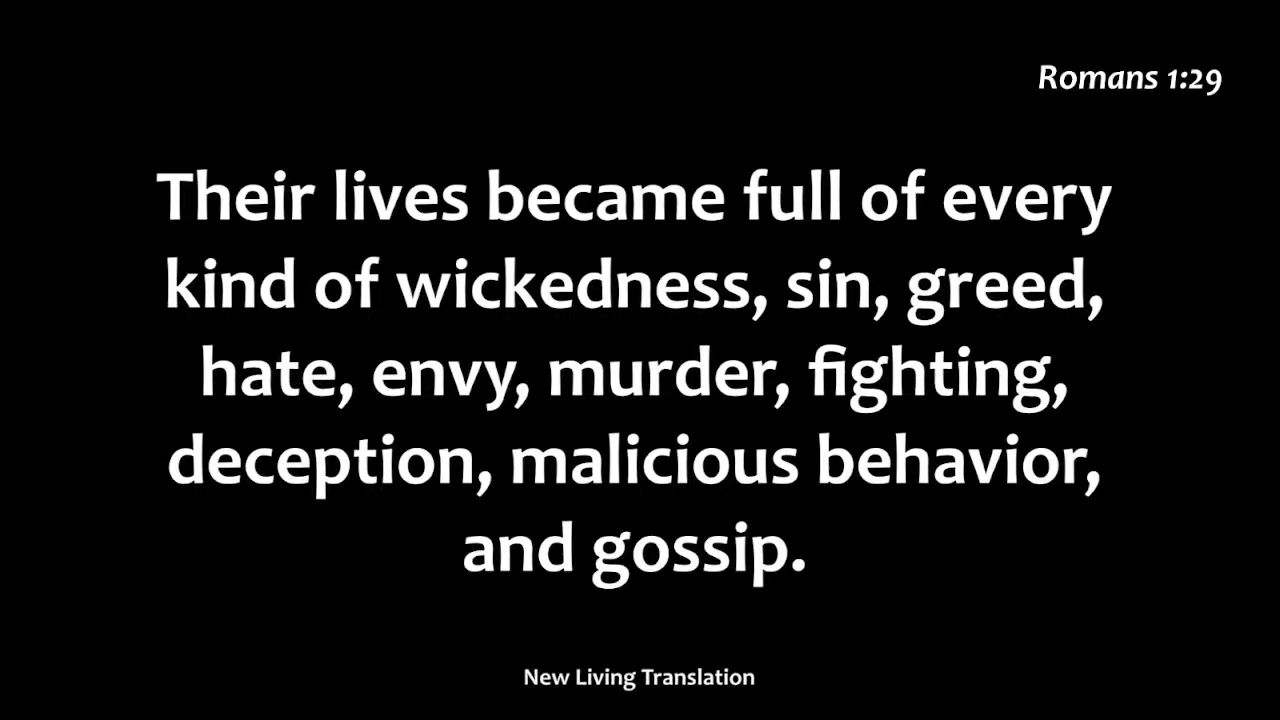 Romans 1:29
Their lives became full of every
kind of wickedness, sin, greed,
hate, envy, murder, fighting,
deception, malicious behavior,
and gossip.
New Living Translation